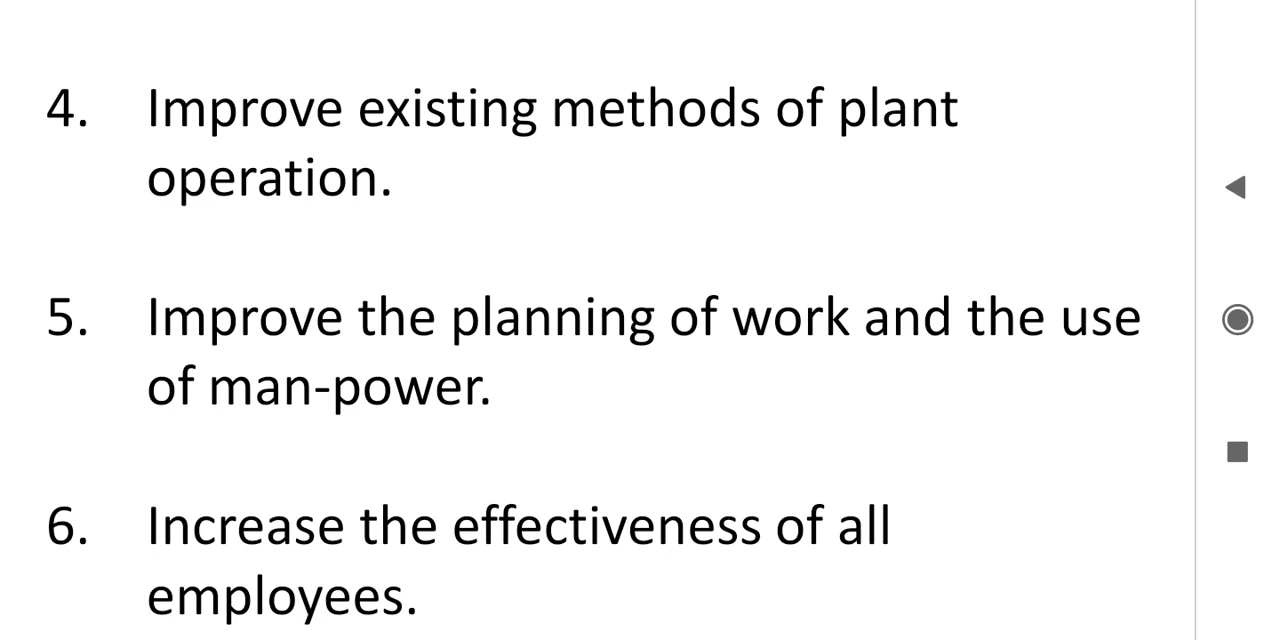 4. Improve existing methods of plant
operation.
5. Improve the planning of work and the use
of man-power.
6. Increase the effectiveness of all
employees.